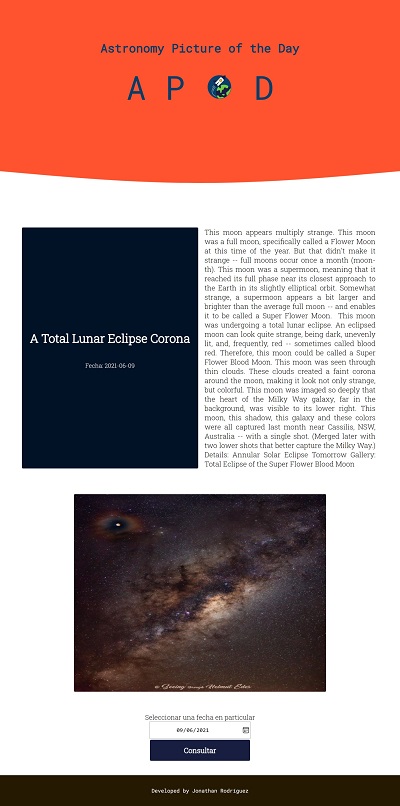 Astronomy Picture of the Day
A P D
A Total Lunar Eclipse Corona
Fecha: 2021-06-09
This moon appears multiply strange. This moon
was a full moon, specifically called a Flower Moon
at this time of the year. But that didn't make it
strange -- full moons occur once a month (moon-
th). This moon was a supermoon, meaning that it
reached its full phase near its closest approach to
the Earth in its slightly elliptical orbit. Somewhat
strange, a supermoon appears a bit larger and
brighter than the average full moon -- and enables
it to be called a Super Flower Moon. This moon
was undergoing a total lunar eclipse. An eclipsed
moon can look quite strange, being dark, unevenly
lit, and, frequently, red -- sometimes called blood
red. Therefore, this moon could be called a Super
Flower Blood Moon. This moon was seen through
thin clouds. These clouds created a faint corona
around the moon, making it look not only strange,
but colorful. This moon was imaged so deeply that
the heart of the Milky Way galaxy, far in the
background, was visible to its lower right. This
moon, this shadow, this galaxy and these colors
were all captured last month near Cassilis, NSW,
Australia -- with a single shot. (Merged later with
two lower shots that better capture the Milky Way.)
Details: Annular Solar Eclipse Tomorrow Gallery:
Total Eclipse of the Super Flower Blood Moon
© Seeing through Helmut Eder
Seleccionar una fecha en particular
09/06/2021
Consultar
Developed by Jonathan Rodriguez